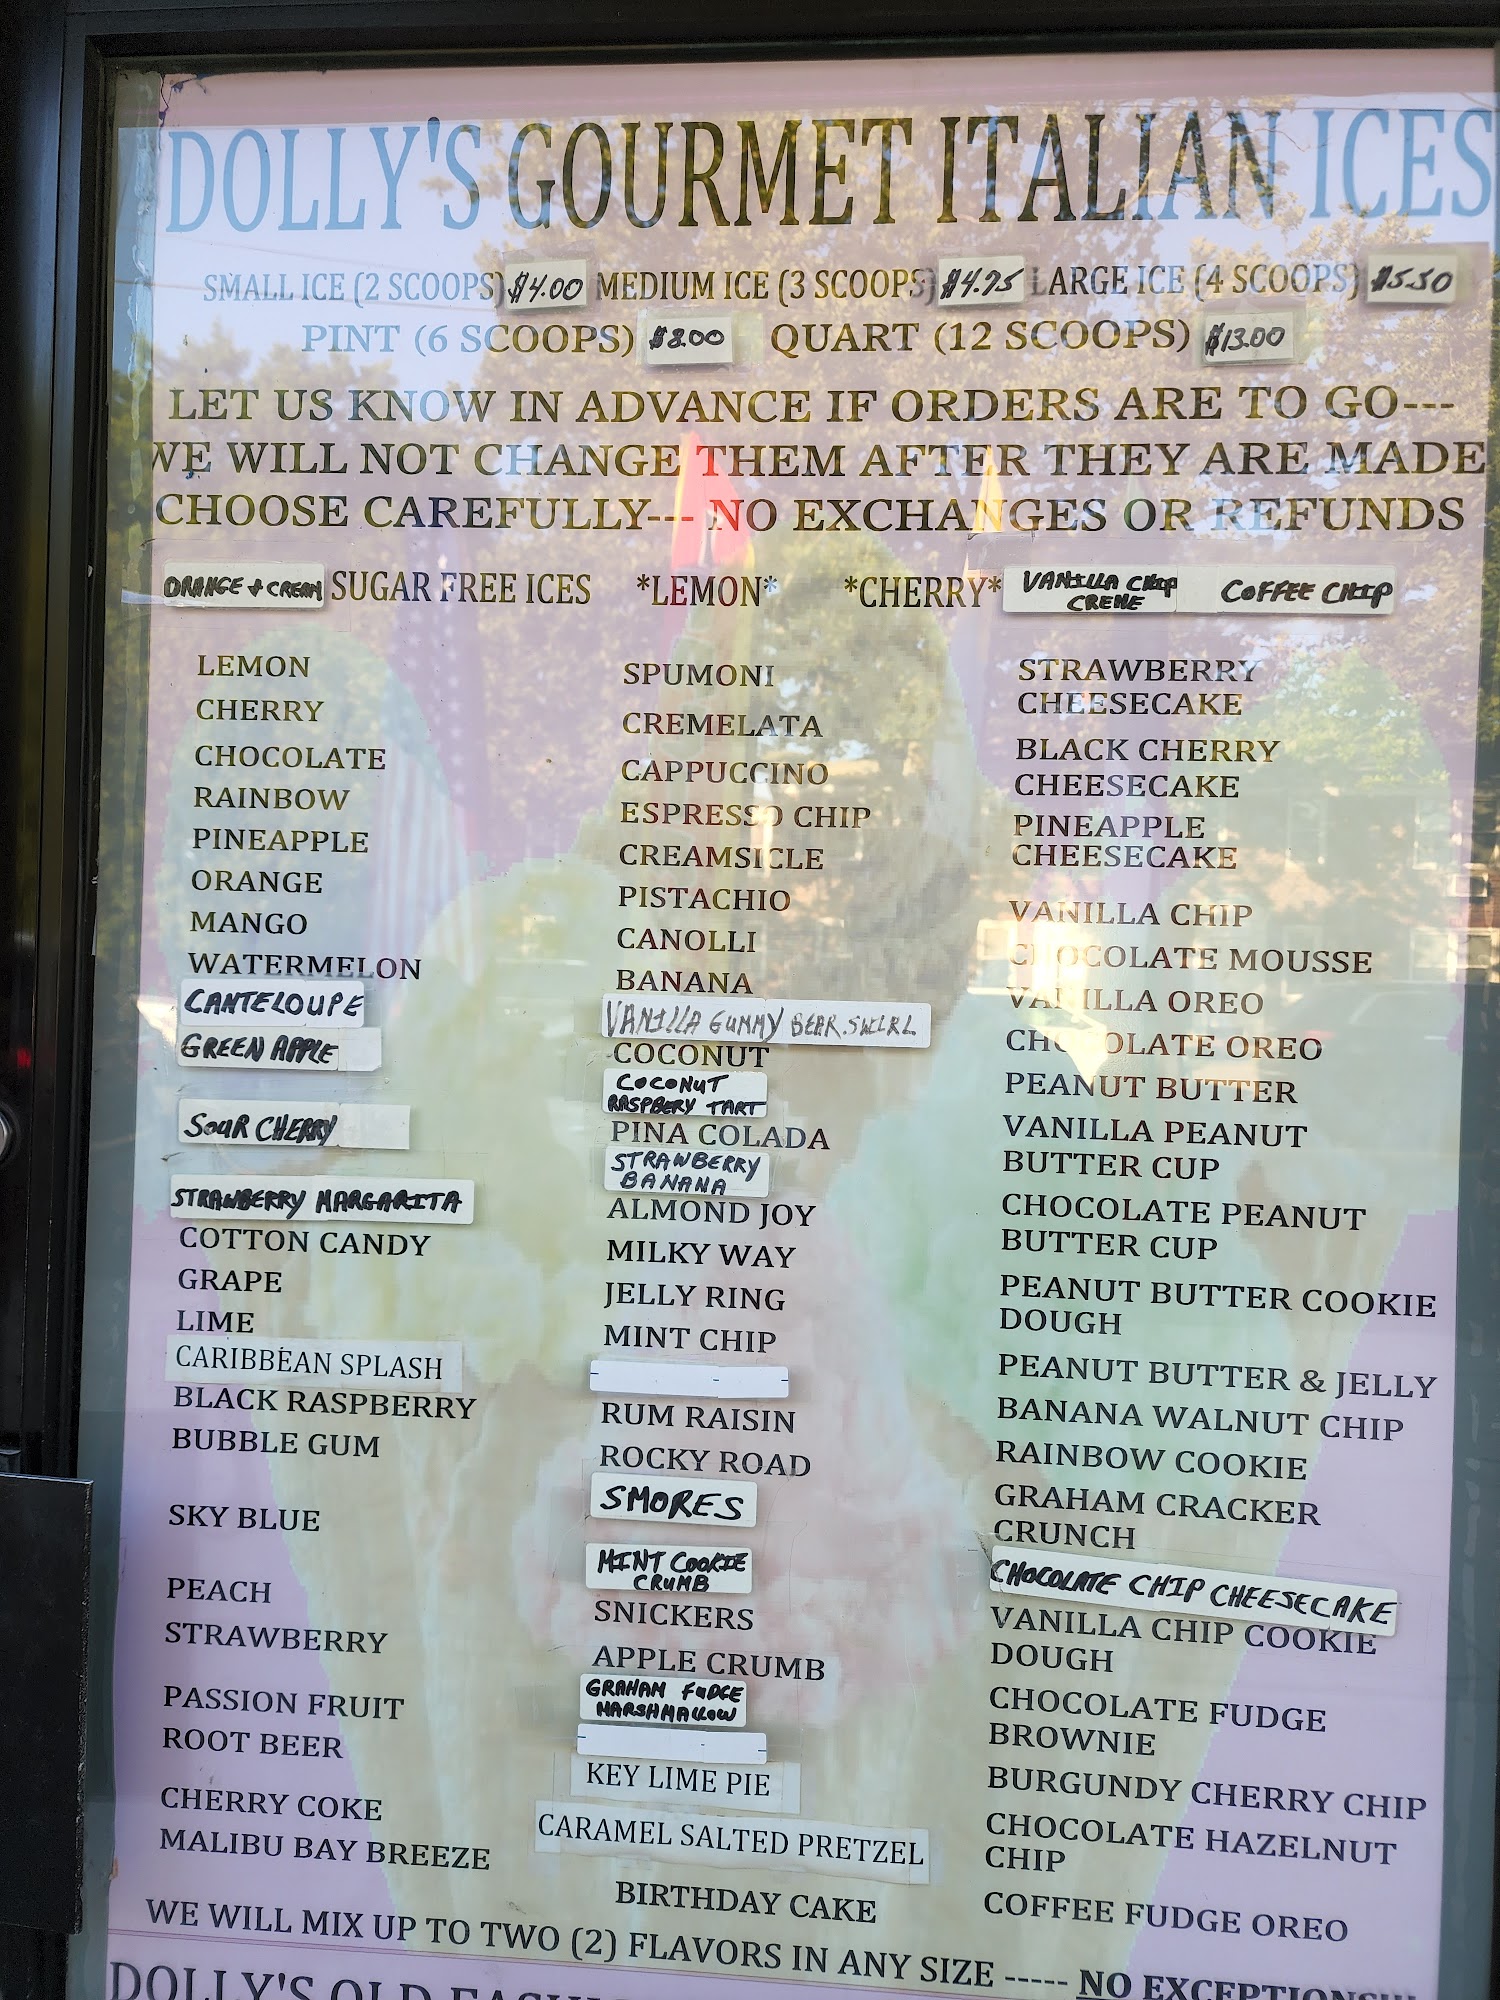 DOLLY'S GOURMET ITALIAN ICES
SMALL ICE (2 SCOOPS) $4.00 MEDIUM ICE (3 SCOOPS) $4.75 LARGE ICE (4 SCOOPS) $5.50
PINT (6 SCOOPS) $8.00 QUART (12 SCOOPS) $13.00
LET US KNOW IN ADVANCE IF ORDERS ARE TO GO---
WE WILL NOT CHANGE THEM AFTER THEY ARE MADE
CHOOSE CAREFULLY--- NO EXCHANGES OR REFUNDS
ORANGE + CREAM SUGAR FREE ICES *LEMON* *CHERRY* VANILLA CHIP
CREME COFFEE CHIP
LEMON
CHERRY
CHOCOLATE
RAINBOW
PINEAPPLE
ORANGE
MANGO
WATERMELON
CANTELOUPE
GREEN APPLE
SOUR CHERRY
STRAWBERRY MARGARITA
COTTON CANDY
GRAPE
LIME
CARIBBEAN SPLASH
BLACK RASPBERRY
BUBBLE GUM
SKY BLUE
PEACH
STRAWBERRY
PASSION FRUIT
ROOT BEER
CHERRY COKE
MALIBU BAY BREEZE
SPUMONI
CREMELATA
CAPPUCCINO
ESPRESSO CHIP
CREAMSICLE
PISTACHIO
CANOLLI
BANANA
VANILLA GUMMY BEAR.SWIRL
COCONUT
COCONUT
RASPBERY TART
PINA COLADA
STRAWBERRY
BANANA
ALMOND JOY
MILKY WAY
JELLY RING
MINT CHIP
RUM RAISIN
ROCKY ROAD
SMORES
MINT COOKIE
CRUMB
SNICKERS
APPLE CRUMB
GRAHAM FUDGE
MARSHMALLOW
KEY LIME PIE
CARAMEL SALTED PRETZEL
BIRTHDAY CAKE
STRAWBERRY
CHEESECAKE
BLACK CHERRY
CHEESECAKE
PINEAPPLE
CHEESECAKE
VANILLA CHIP
CHOCOLATE MOUSSE
VANILLA OREO
CHOCOLATE OREO
PEANUT BUTTER
VANILLA PEANUT
BUTTER CUP
CHOCOLATE PEANUT
BUTTER CUP
PEANUT BUTTER COOKIE
DOUGH
PEANUT BUTTER & JELLY
BANANA WALNUT CHIP
RAINBOW COOKIE
GRAHAM CRACKER
CRUNCH
CHOCOLATE CHIP CHEESECAKE
VANILLA CHIP COOKIE
DOUGH
CHOCOLATE FUDGE
BROWNIE
BURGUNDY CHERRY CHIP
CHOCOLATE HAZELNUT
CHIP
COFFEE FUDGE OREO
WE WILL MIX UP TO TWO (2) FLAVORS IN ANY SIZE ----- NO EXCEPTIONS!!!
DOLLY'S OLD